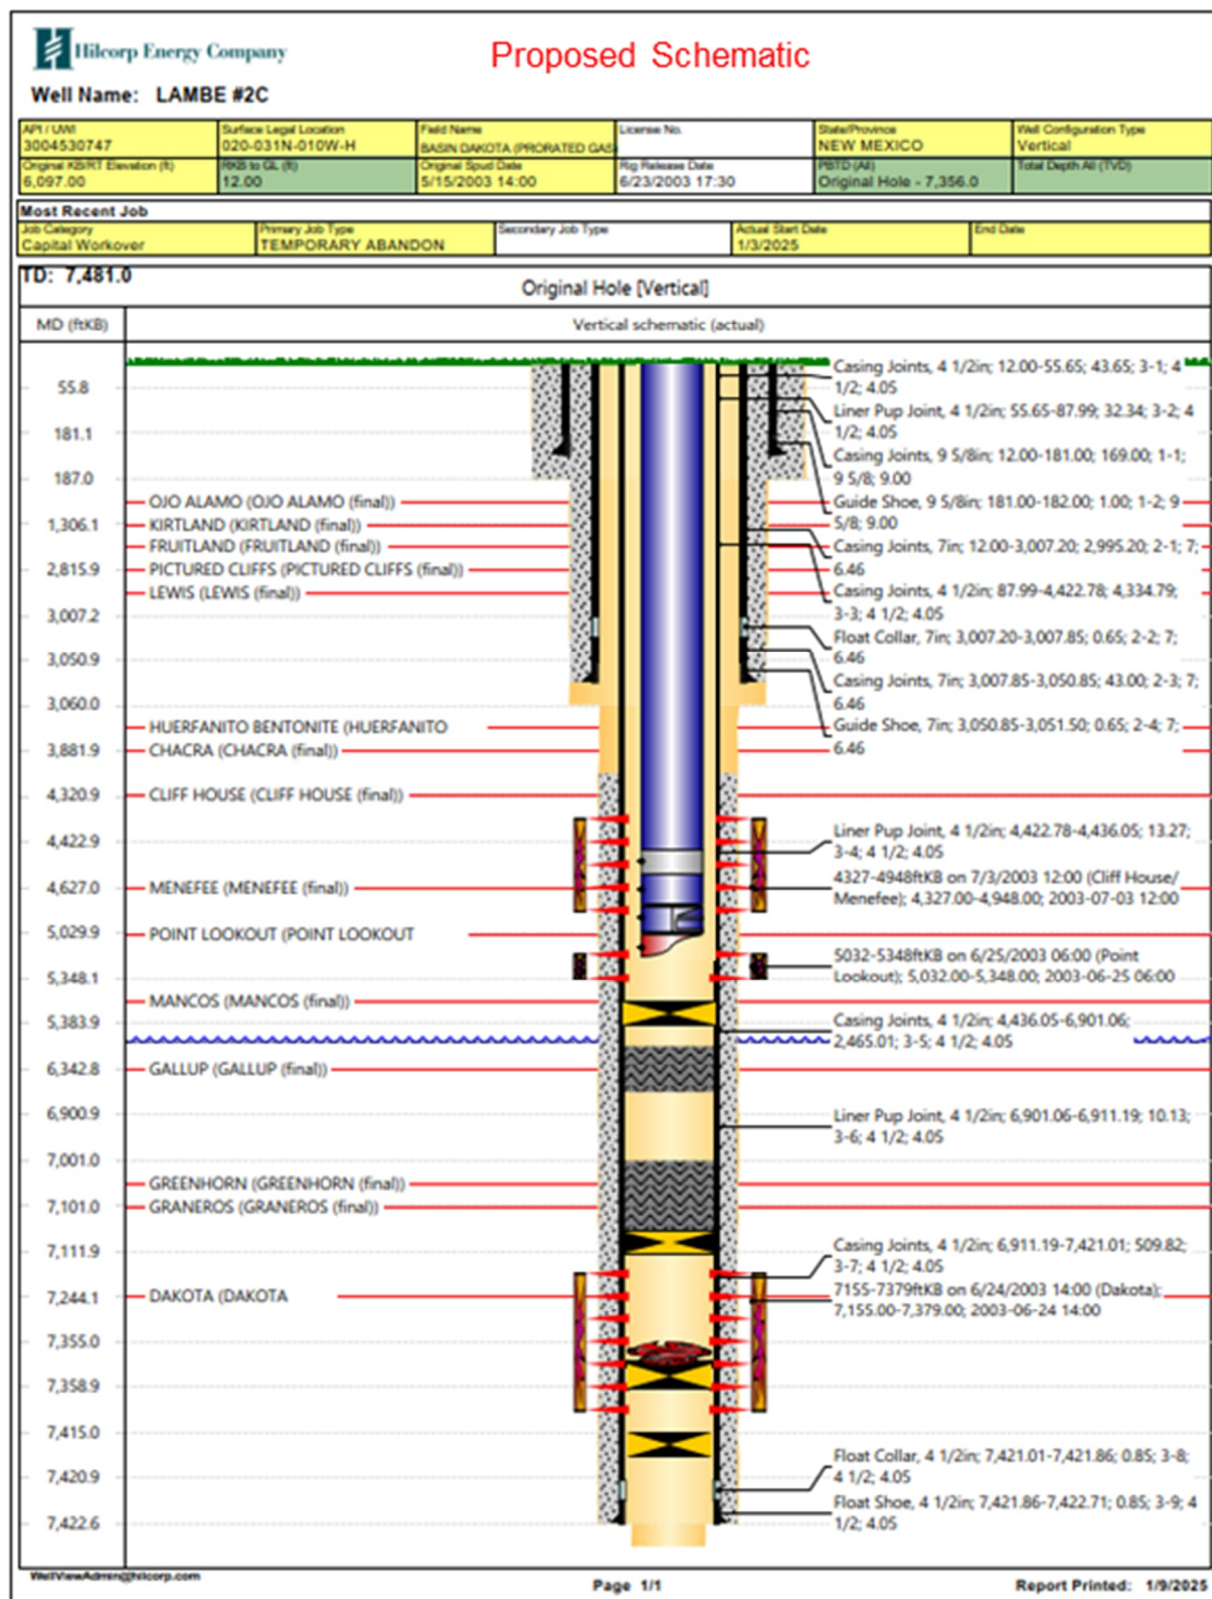 Hilcorp Energy Company
Proposed Schematic
Well Name: LAMBE #2C
API / UWI
3004530747
Surface Legal Location
020-031N-010W-H
Field Name
BASIN DAKOTA (PRORATED GAS)
License No.
State/Province
NEW MEXICO
Well Configuration Type
Vertical
Original KB/RT Elevation (ft)
6,097.00
RKB to GL (ft)
12.00
Original Spud Date
5/15/2003 14:00
Rig Release Date
6/23/2003 17:30
PBTD (All)
Original Hole - 7,356.0
Total Depth All (TVD)
Most Recent Job
Job Category
Capital Workover
Primary Job Type
TEMPORARY ABANDON
Secondary Job Type
Actual Start Date
1/3/2025
End Date
TD: 7,481.0
Original Hole [Vertical]
MD (ftKB)
Vertical schematic (actual)
55.8
181.1
187.0
1,306.1
2,815.9
3,007.2
3,050.9
3,060.0
3,881.9
4,320.9
4,422.9
4,627.0
5,029.9
5,348.1
5,383.9
6,342.8
6,900.9
7,001.0
7,101.0
7,111.9
7,244.1
7,355.0
7,358.9
7,415.0
7,420.9
7,422.6
OJO ALAMO (OJO ALAMO (final))
KIRTLAND (KIRTLAND (final))
FRUITLAND (FRUITLAND (final))
PICTURED CLIFFS (PICTURED CLIFFS (final))
LEWIS (LEWIS (final))
HUERFANITO BENTONITE (HUERFANITO
CHACRA (CHACRA (final))
CLIFF HOUSE (CLIFF HOUSE (final))
MENEFEE (MENEFEE (final))
POINT LOOKOUT (POINT LOOKOUT
MANCOS (MANCOS (final))
GALLUP (GALLUP (final))
GREENHORN (GREENHORN (final))
GRANEROS (GRANEROS (final))
DAKOTA (DAKOTA
Casing Joints, 4 1/2in; 12.00-55.65; 43.65; 3-1; 4
1/2; 4.05
Liner Pup Joint, 4 1/2in; 55.65-87.99; 32.34; 3-2; 4
1/2; 4.05
Casing Joints, 9 5/8in; 12.00-181.00; 169.00; 1-1;
9 5/8; 9.00
Guide Shoe, 9 5/8in; 181.00-182.00; 1.00; 1-2; 9
5/8; 9.00
Casing Joints, 7in; 12.00-3,007.20; 2,995.20; 2-1; 7;
6.46
Casing Joints, 4 1/2in; 87.99-4,422.78; 4,334.79;
3-3; 4 1/2; 4.05
Float Collar, 7in; 3,007.20-3,007.85; 0.65; 2-2; 7;
6.46
Casing Joints, 7in; 3,007.85-3,050.85; 43.00; 2-3; 7;
6.46
Guide Shoe, 7in; 3,050.85-3,051.50; 0.65; 2-4; 7;
6.46
Liner Pup Joint, 4 1/2in; 4,422.78-4,436.05; 13.27;
3-4; 4 1/2; 4.05
4327-4948ftKB on 7/3/2003 12:00 (Cliff House/
Menefee); 4,327.00-4,948.00; 2003-07-03 12:00
5032-5348ftKB on 6/25/2003 06:00 (Point
Lookout); 5,032.00-5,348.00; 2003-06-25 06:00
Casing Joints, 4 1/2in; 4,436.05-6,901.06;
2,465.01; 3-5; 4 1/2; 4.05
Liner Pup Joint, 4 1/2in; 6,901.06-6,911.19; 10.13;
3-6; 4 1/2; 4.05
Casing Joints, 4 1/2in; 6,911.19-7,421.01; 509.82;
3-7; 4 1/2; 4.05
7155-7379ftKB on 6/24/2003 14:00 (Dakota);
7,155.00-7,379.00; 2003-06-24 14:00
Float Collar, 4 1/2in; 7,421.01-7,421.86; 0.85; 3-8;
4 1/2; 4.05
Float Shoe, 4 1/2in; 7,421.86-7,422.71; 0.85; 3-9; 4
1/2; 4.05
WellViewAdmin@hilcorp.com
Page 1/1
Report Printed: 1/9/2025